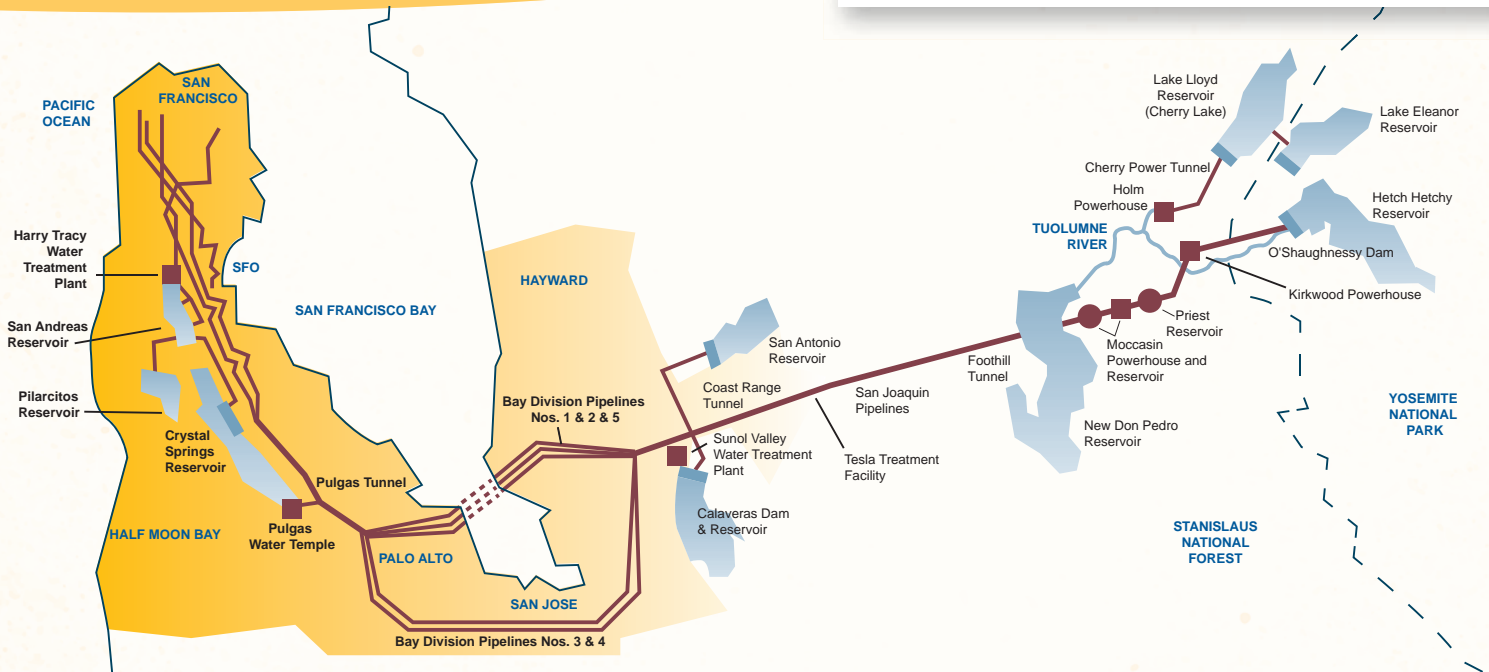 SAN
FRANCISCO
PACIFIC
OCEAN
Harry Tracy
Water
Treatment
Plant
SFO
San Andreas
Reservoir
Pilarcitos
Reservoir
Crystal
Springs
Reservoir
HALF MOON BAY
Pulgas
Water Temple
Pulgas Tunnel
PALO ALTO
SAN FRANCISCO BAY
HAYWARD
Bay Division Pipelines
Nos. 1 & 2 & 5
SAN JOSE
Bay Division Pipelines Nos. 3 & 4
San Antonio
Reservoir
Coast Range
Tunnel
Sunol Valley
Water Treatment
Plant
Calaveras Dam
& Reservoir
San Joaquin
Pipelines
Tesla Treatment
Facility
Foothill
Tunnel
New Don Pedro
Reservoir
Moccasin
Powerhouse and
Reservoir
Priest
Reservoir
Kirkwood Powerhouse
TUOLUMNE
RIVER
Holm
Powerhouse
Cherry Power Tunnel
Lake Lloyd
Reservoir
(Cherry Lake)
Lake Eleanor
Reservoir
Hetch Hetchy
Reservoir
O'Shaughnessy Dam
YOSEMITE
NATIONAL
PARK
STANISLAUS
NATIONAL
FOREST